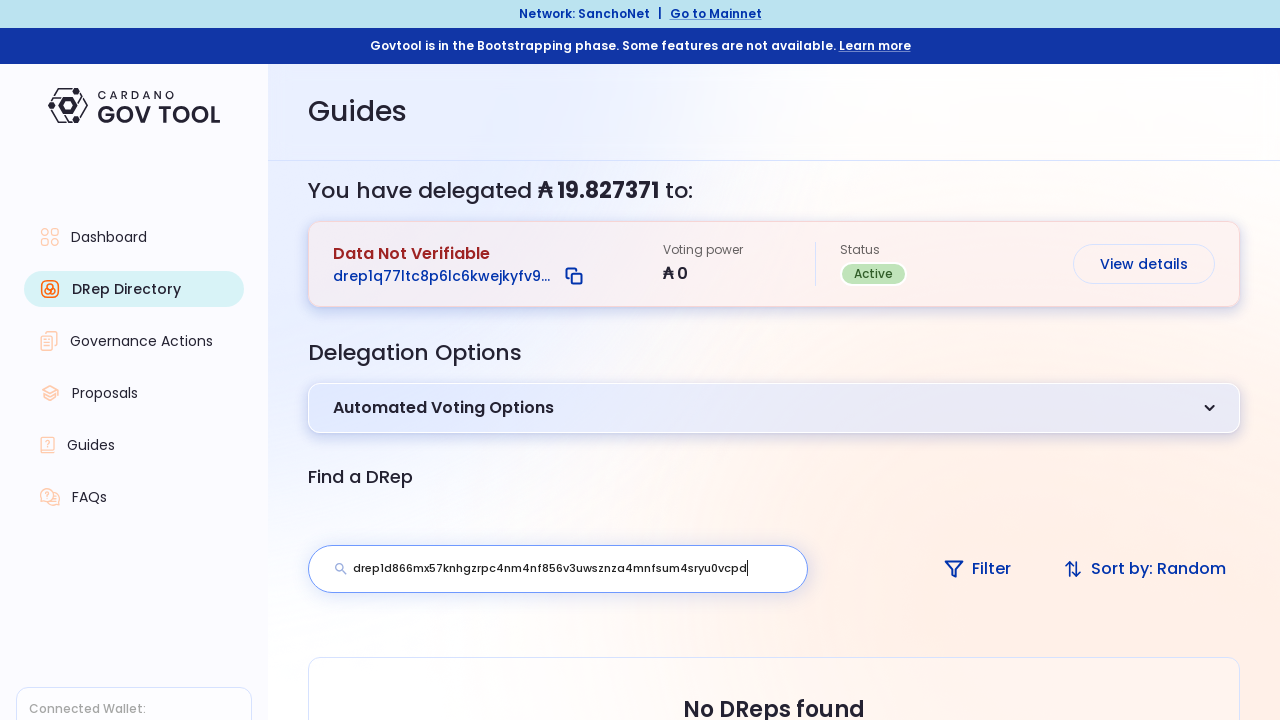 Network: SanchoNet | Go to Mainnet
Govtool is in the Bootstrapping phase. Some features are not available. Learn more
CARDANO
GOV TOOL
Guides
You have delegated ₳ 19.827371 to:
Data Not Verifiable
drep1q77ltc8p6lc6kwejkyfv9...
Voting power
₳ 0
Status
Active
View details
Dashboard
DRep Directory
Governance Actions
Proposals
Guides
FAQs
Delegation Options
Automated Voting Options
Find a DRep
drep1d866mx57knhgzrpc4nm4nf856v3uwsznza4mnfsum4sryu0vcpd
Filter
Sort by: Random
No DReps found
Connected Wallet: